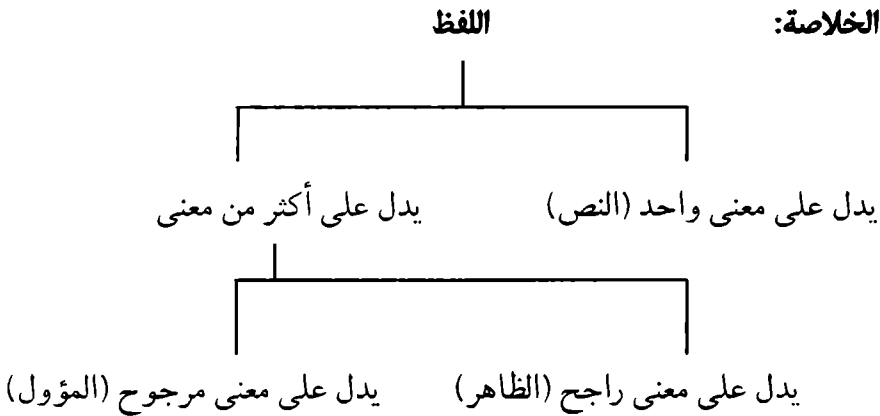 الخلاصة: اللفظ
يدل على معنى واحد (النص) يدل على أكثر من معنى
يدل على معنى راجح (الظاهر) يدل على معنى مرجوح (المؤول)